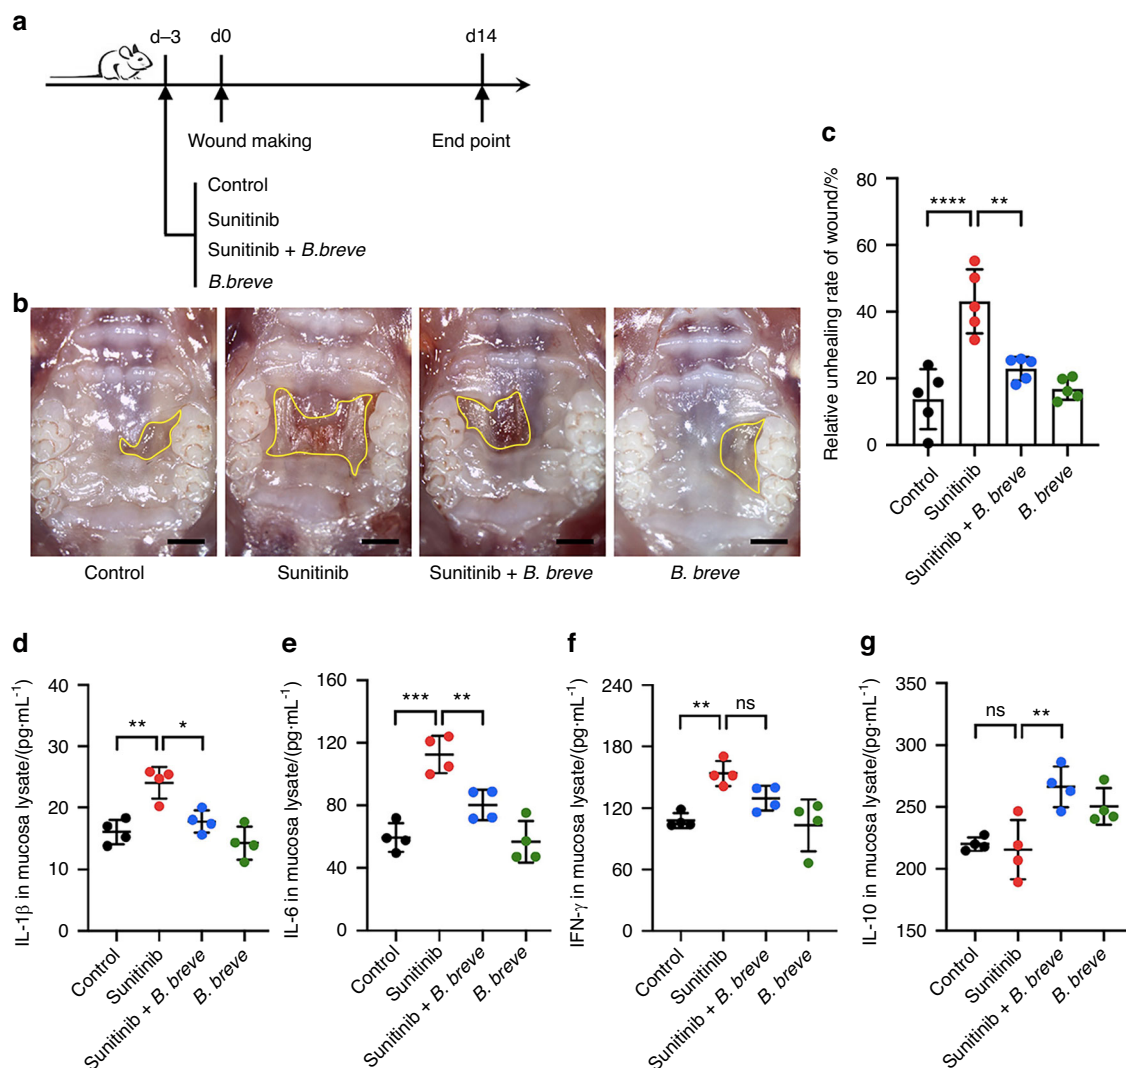 a
d–3
d0
d14
Wound making
End point
Control
Sunitinib
Sunitinib + B.breve
B.breve
b
Control
Sunitinib
Sunitinib + B. breve
B. breve
c
Relative unhealing rate of wound/%
80
60
40
20
0
****
**
Control
Sunitinib
Sunitinib + B. breve
B. breve
d
IL-1β in mucosa lysate/(pg·mL⁻¹)
40
30
20
10
0
**
*
Control
Sunitinib
Sunitinib + B. breve
B. breve
e
IL-6 in mucosa lysate/(pg·mL⁻¹)
160
120
80
40
0
***
**
Control
Sunitinib
Sunitinib + B. breve
B. breve
f
IFN-γ in mucosa lysate/(pg·mL⁻¹)
240
180
120
60
0
**
ns
Control
Sunitinib
Sunitinib + B. breve
B. breve
g
IL-10 in mucosa lysate/(pg·mL⁻¹)
350
300
250
200
150
ns
**
Control
Sunitinib
Sunitinib + B. breve
B. breve